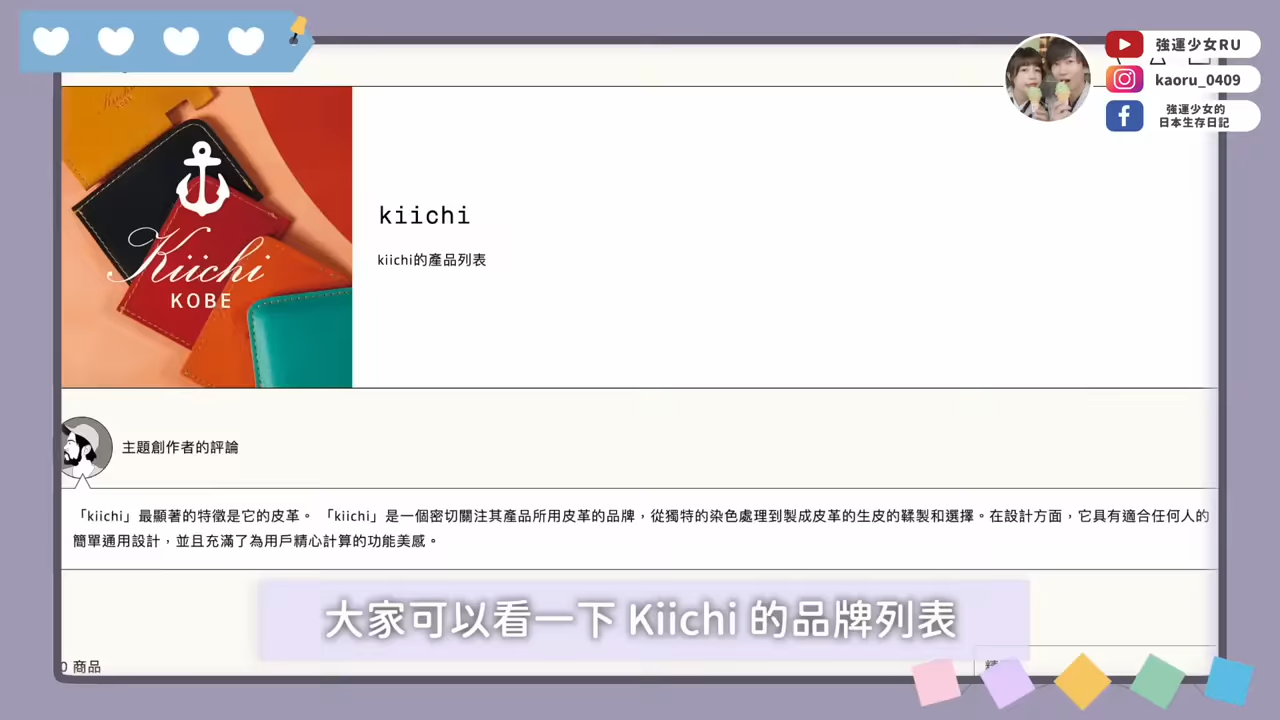 強運少女RU
kaoru_0409
強運少女的
日本生存日記
Kiichi
KOBE
kiichi
kiichi的產品列表
主題創作者的評論
「kiichi」最顯著的特徵是它的皮革。 「kiichi」是一個密切關注其產品所用皮革的品牌，從獨特的染色處理到製成皮革的生皮的鞣製和選擇。在設計方面，它具有適合任何人的
簡單通用設計，並且充滿了為用戶精心計算的功能美感。
大家可以看一下 Kiichi 的品牌列表
0 商品